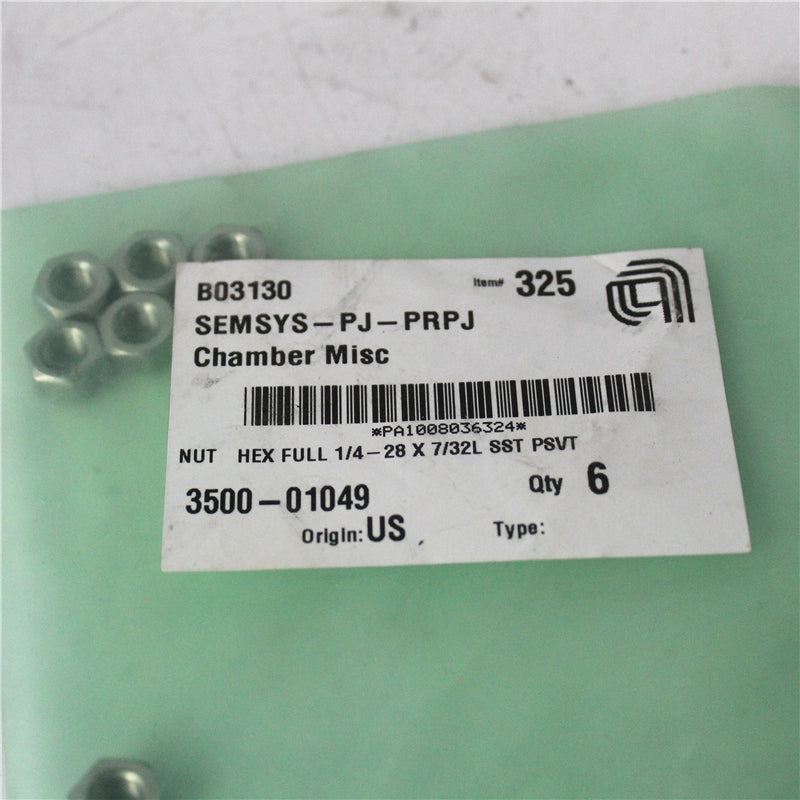 B03130 Item# 325
SEMSYS-PJ-PRPJ
Chamber Misc
*PA1008036324*
NUT HEX FULL 1/4-28 X 7/32L SST PSVT
3500-01049 Qty 6
Origin: US Type: